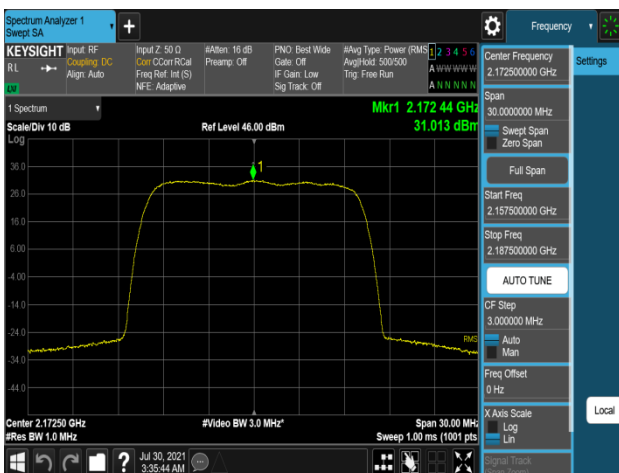 Spectrum Analyzer 1
Swept SA
+
Frequency
KEYSIGHT
RL
LXI
Input: RF
Coupling: DC
Align: Auto
Input Z: 50 Ω
Corr CCorr RCal
Freq Ref: Int (S)
NFE: Adaptive
#Atten: 16 dB
Preamp: Off
PNO: Best Wide
Gate: Off
IF Gain: Low
Sig Track: Off
#Avg Type: Power (RMS
Avg|Hold: 500/500
Trig: Free Run
1 2 3 4 5 6
A W W W W W
A N N N N N
1 Spectrum
Scale/Div 10 dB
Log
Ref Level 46.00 dBm
Mkr1 2.172 44 GHz
31.013 dBm
1
36.0
26.0
16.0
6.00
-4.00
-14.0
-24.0
-34.0
-44.0
RMS
Center 2.17250 GHz
#Res BW 1.0 MHz
#Video BW 3.0 MHz*
Span 30.00 MHz
Sweep 1.00 ms (1001 pts
?
Jul 30, 2021
3:35:44 AM
Center Frequency
2.172500000 GHz
Span
30.0000000 MHz
Swept Span
Zero Span
Full Span
Start Freq
2.157500000 GHz
Stop Freq
2.187500000 GHz
AUTO TUNE
CF Step
3.000000 MHz
Auto
Man
Freq Offset
0 Hz
X Axis Scale
Log
Lin
Signal Track
Settings
Local